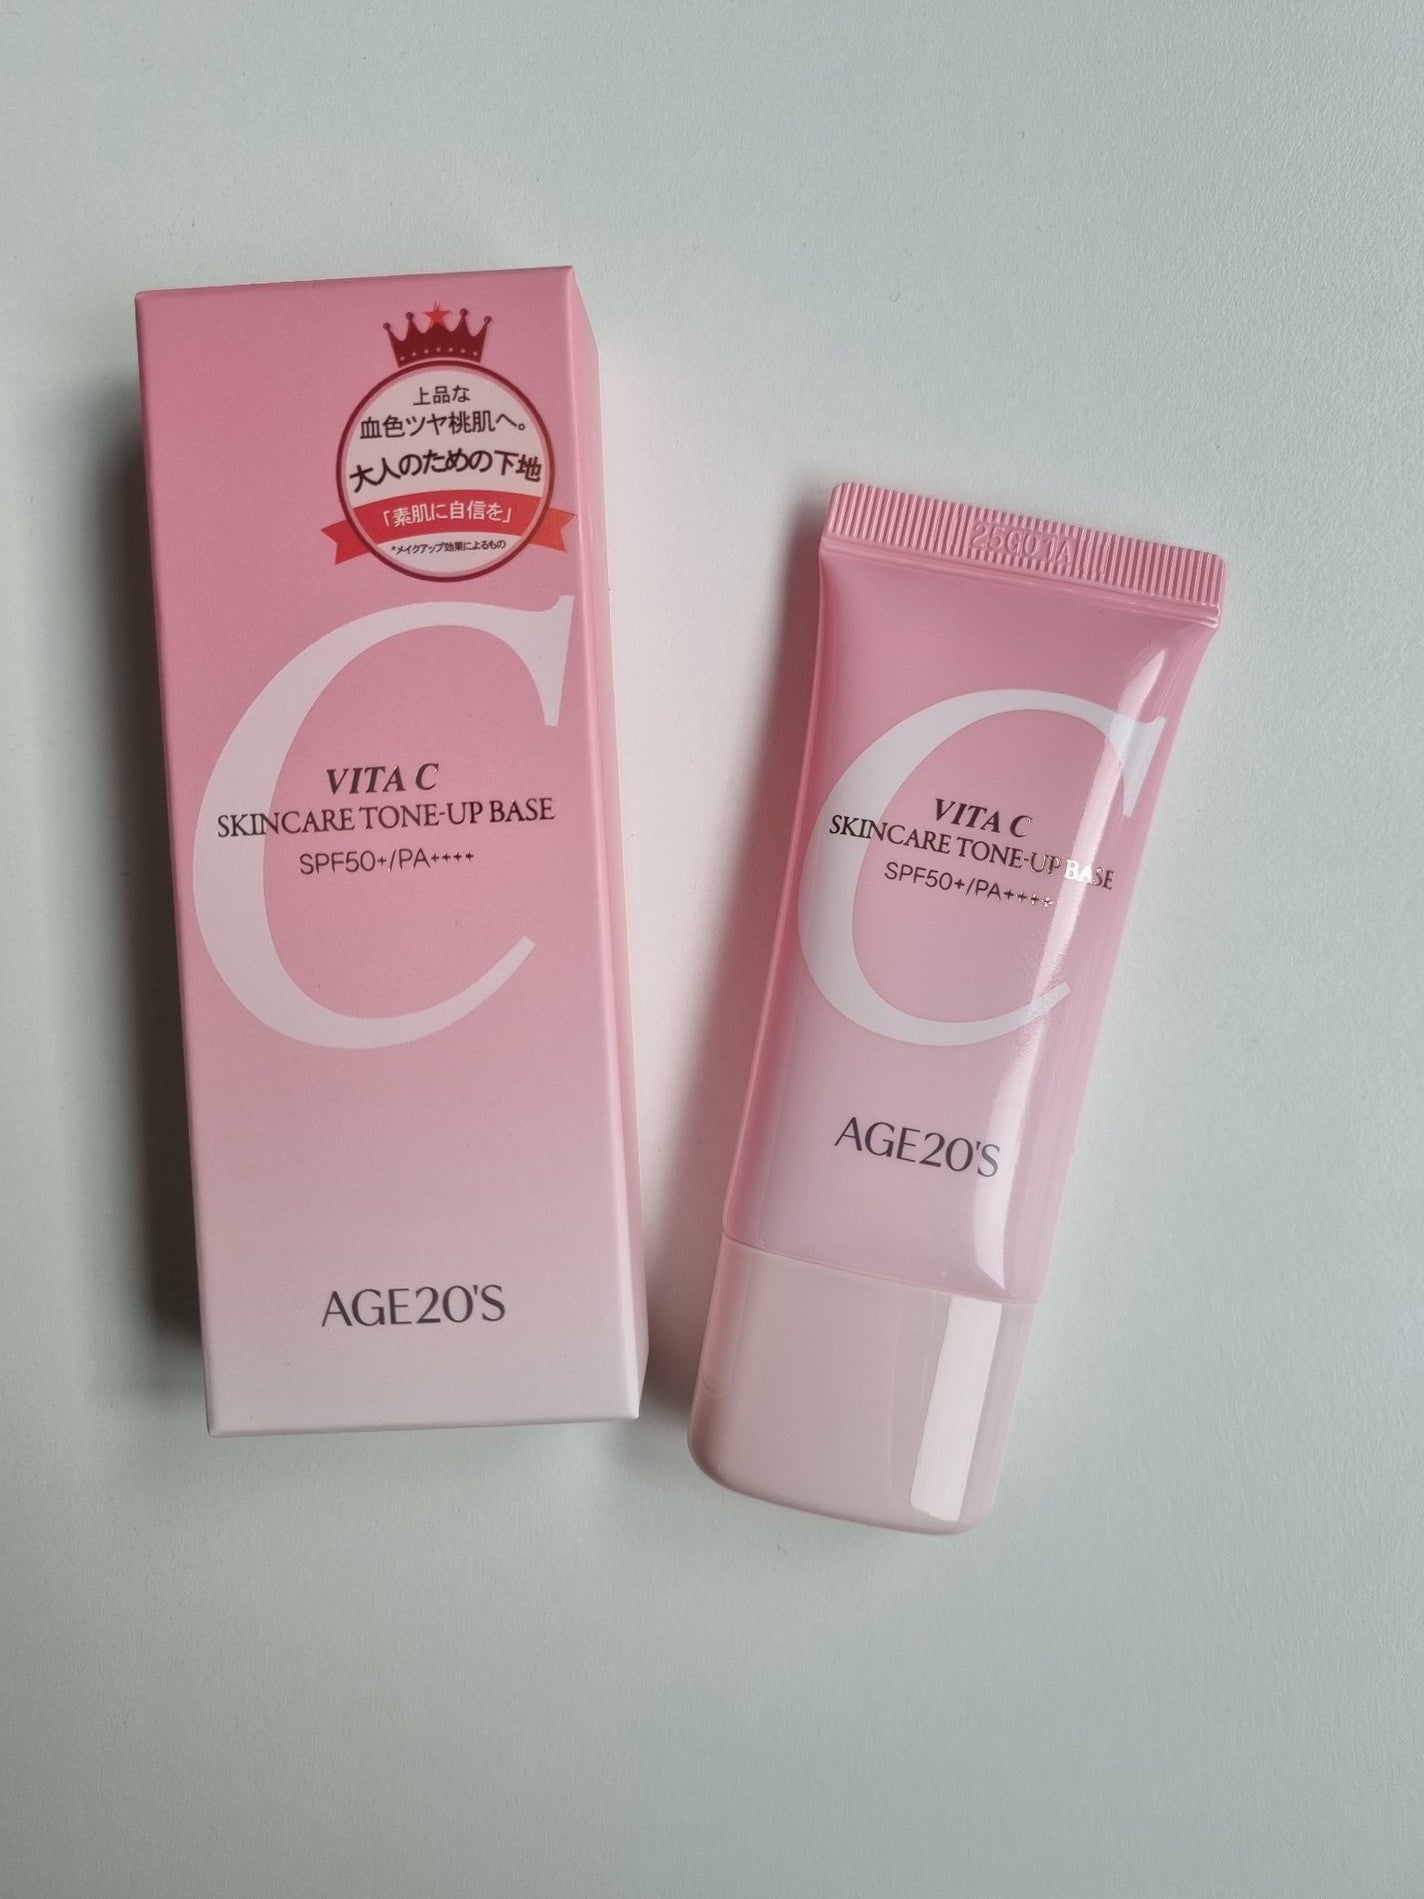 上品な
血色ツヤ桃肌へ。
大人のための下地
「素肌に自信を」
*メイクアップ効果によるもの
C
VITA C
SKINCARE TONE-UP BASE
SPF50+/PA++++
AGE20'S
25G01A
C
VITA C
SKINCARE TONE-UP BASE
SPF50+/PA++++
AGE20'S